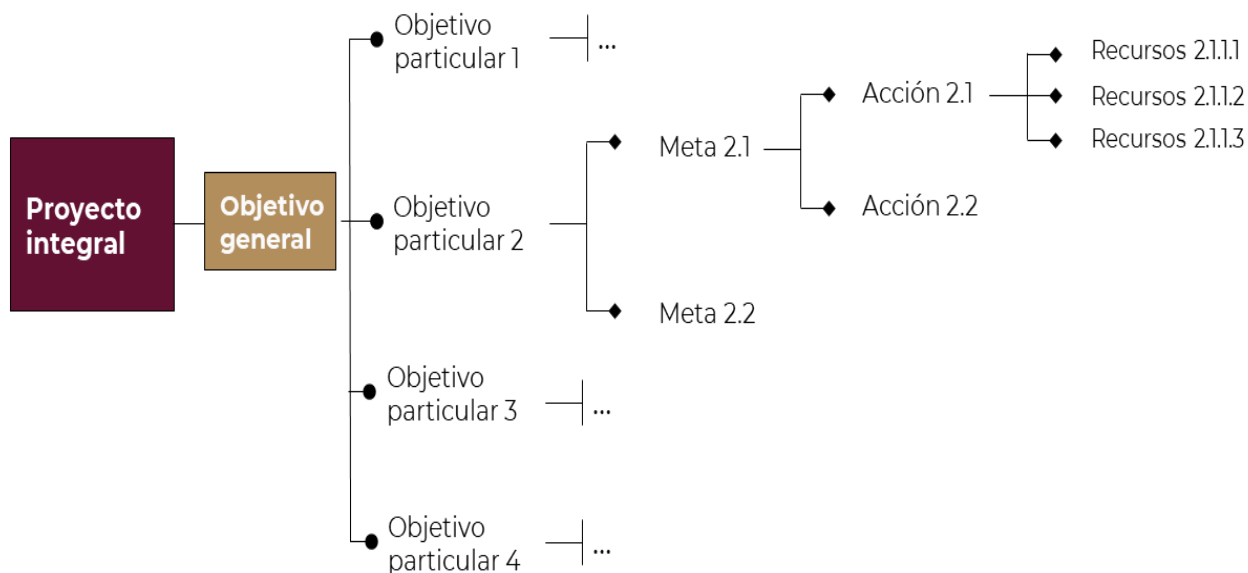 Proyecto
integral
Objetivo
general
Objetivo
particular 1
...
Objetivo
particular 2
Meta 2.1
Acción 2.1
Recursos 2.1.1.1
Recursos 2.1.1.2
Recursos 2.1.1.3
Acción 2.2
Meta 2.2
Objetivo
particular 3
...
Objetivo
particular 4
...